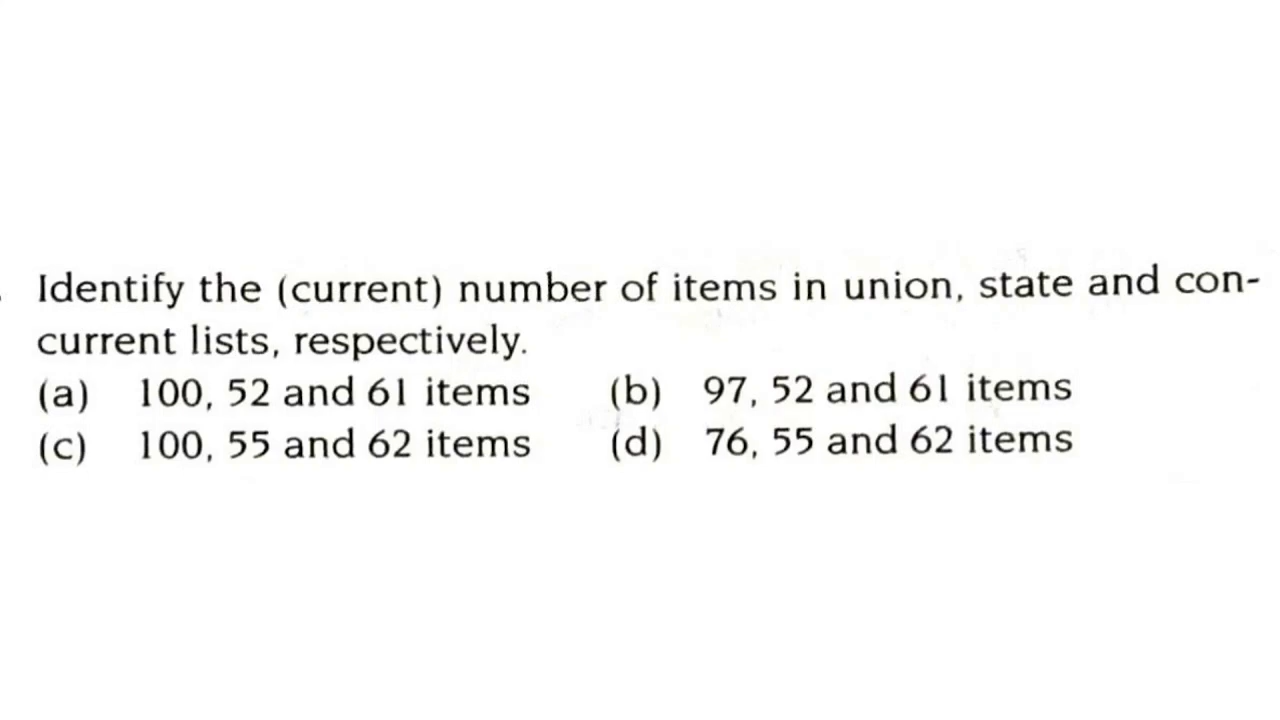 Identify the (current) number of items in union, state and con-
current lists, respectively.
(a) 100, 52 and 61 items (b) 97, 52 and 61 items
(c) 100, 55 and 62 items (d) 76, 55 and 62 items